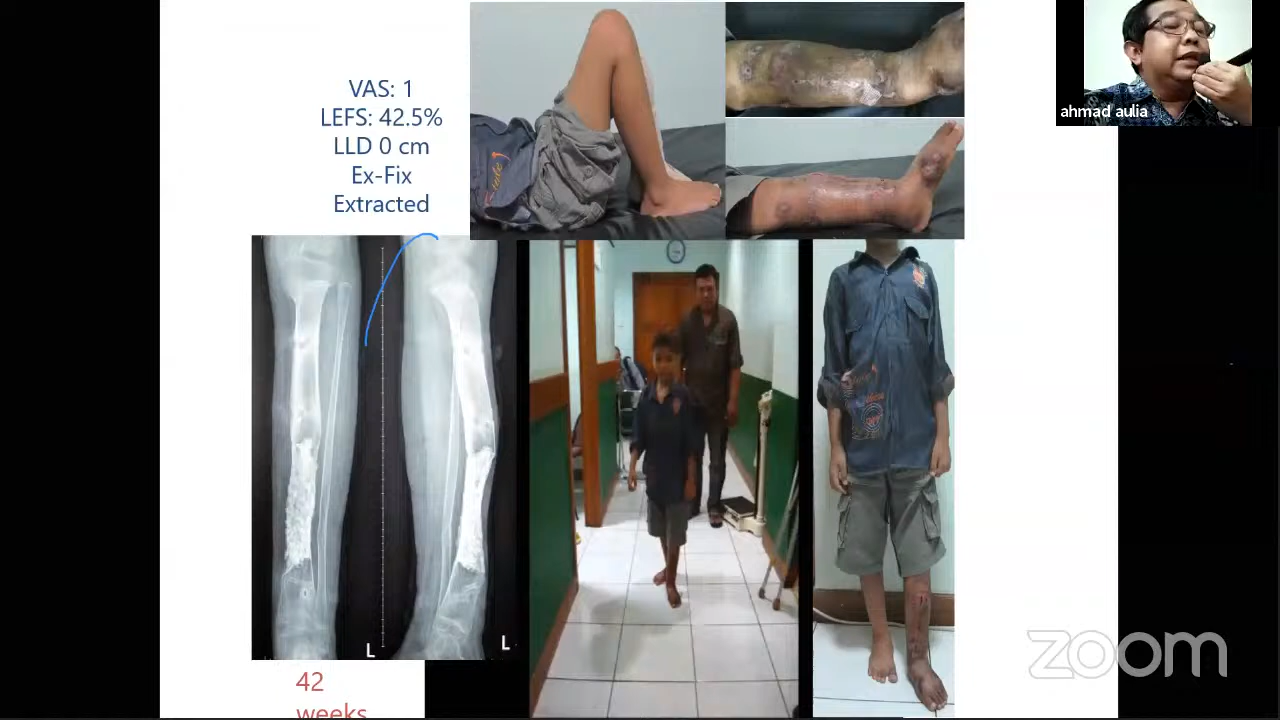 VAS: 1
LEFS: 42.5%
LLD 0 cm
Ex-Fix
Extracted
ahmad aulia
L
L
42
weeks
zoom